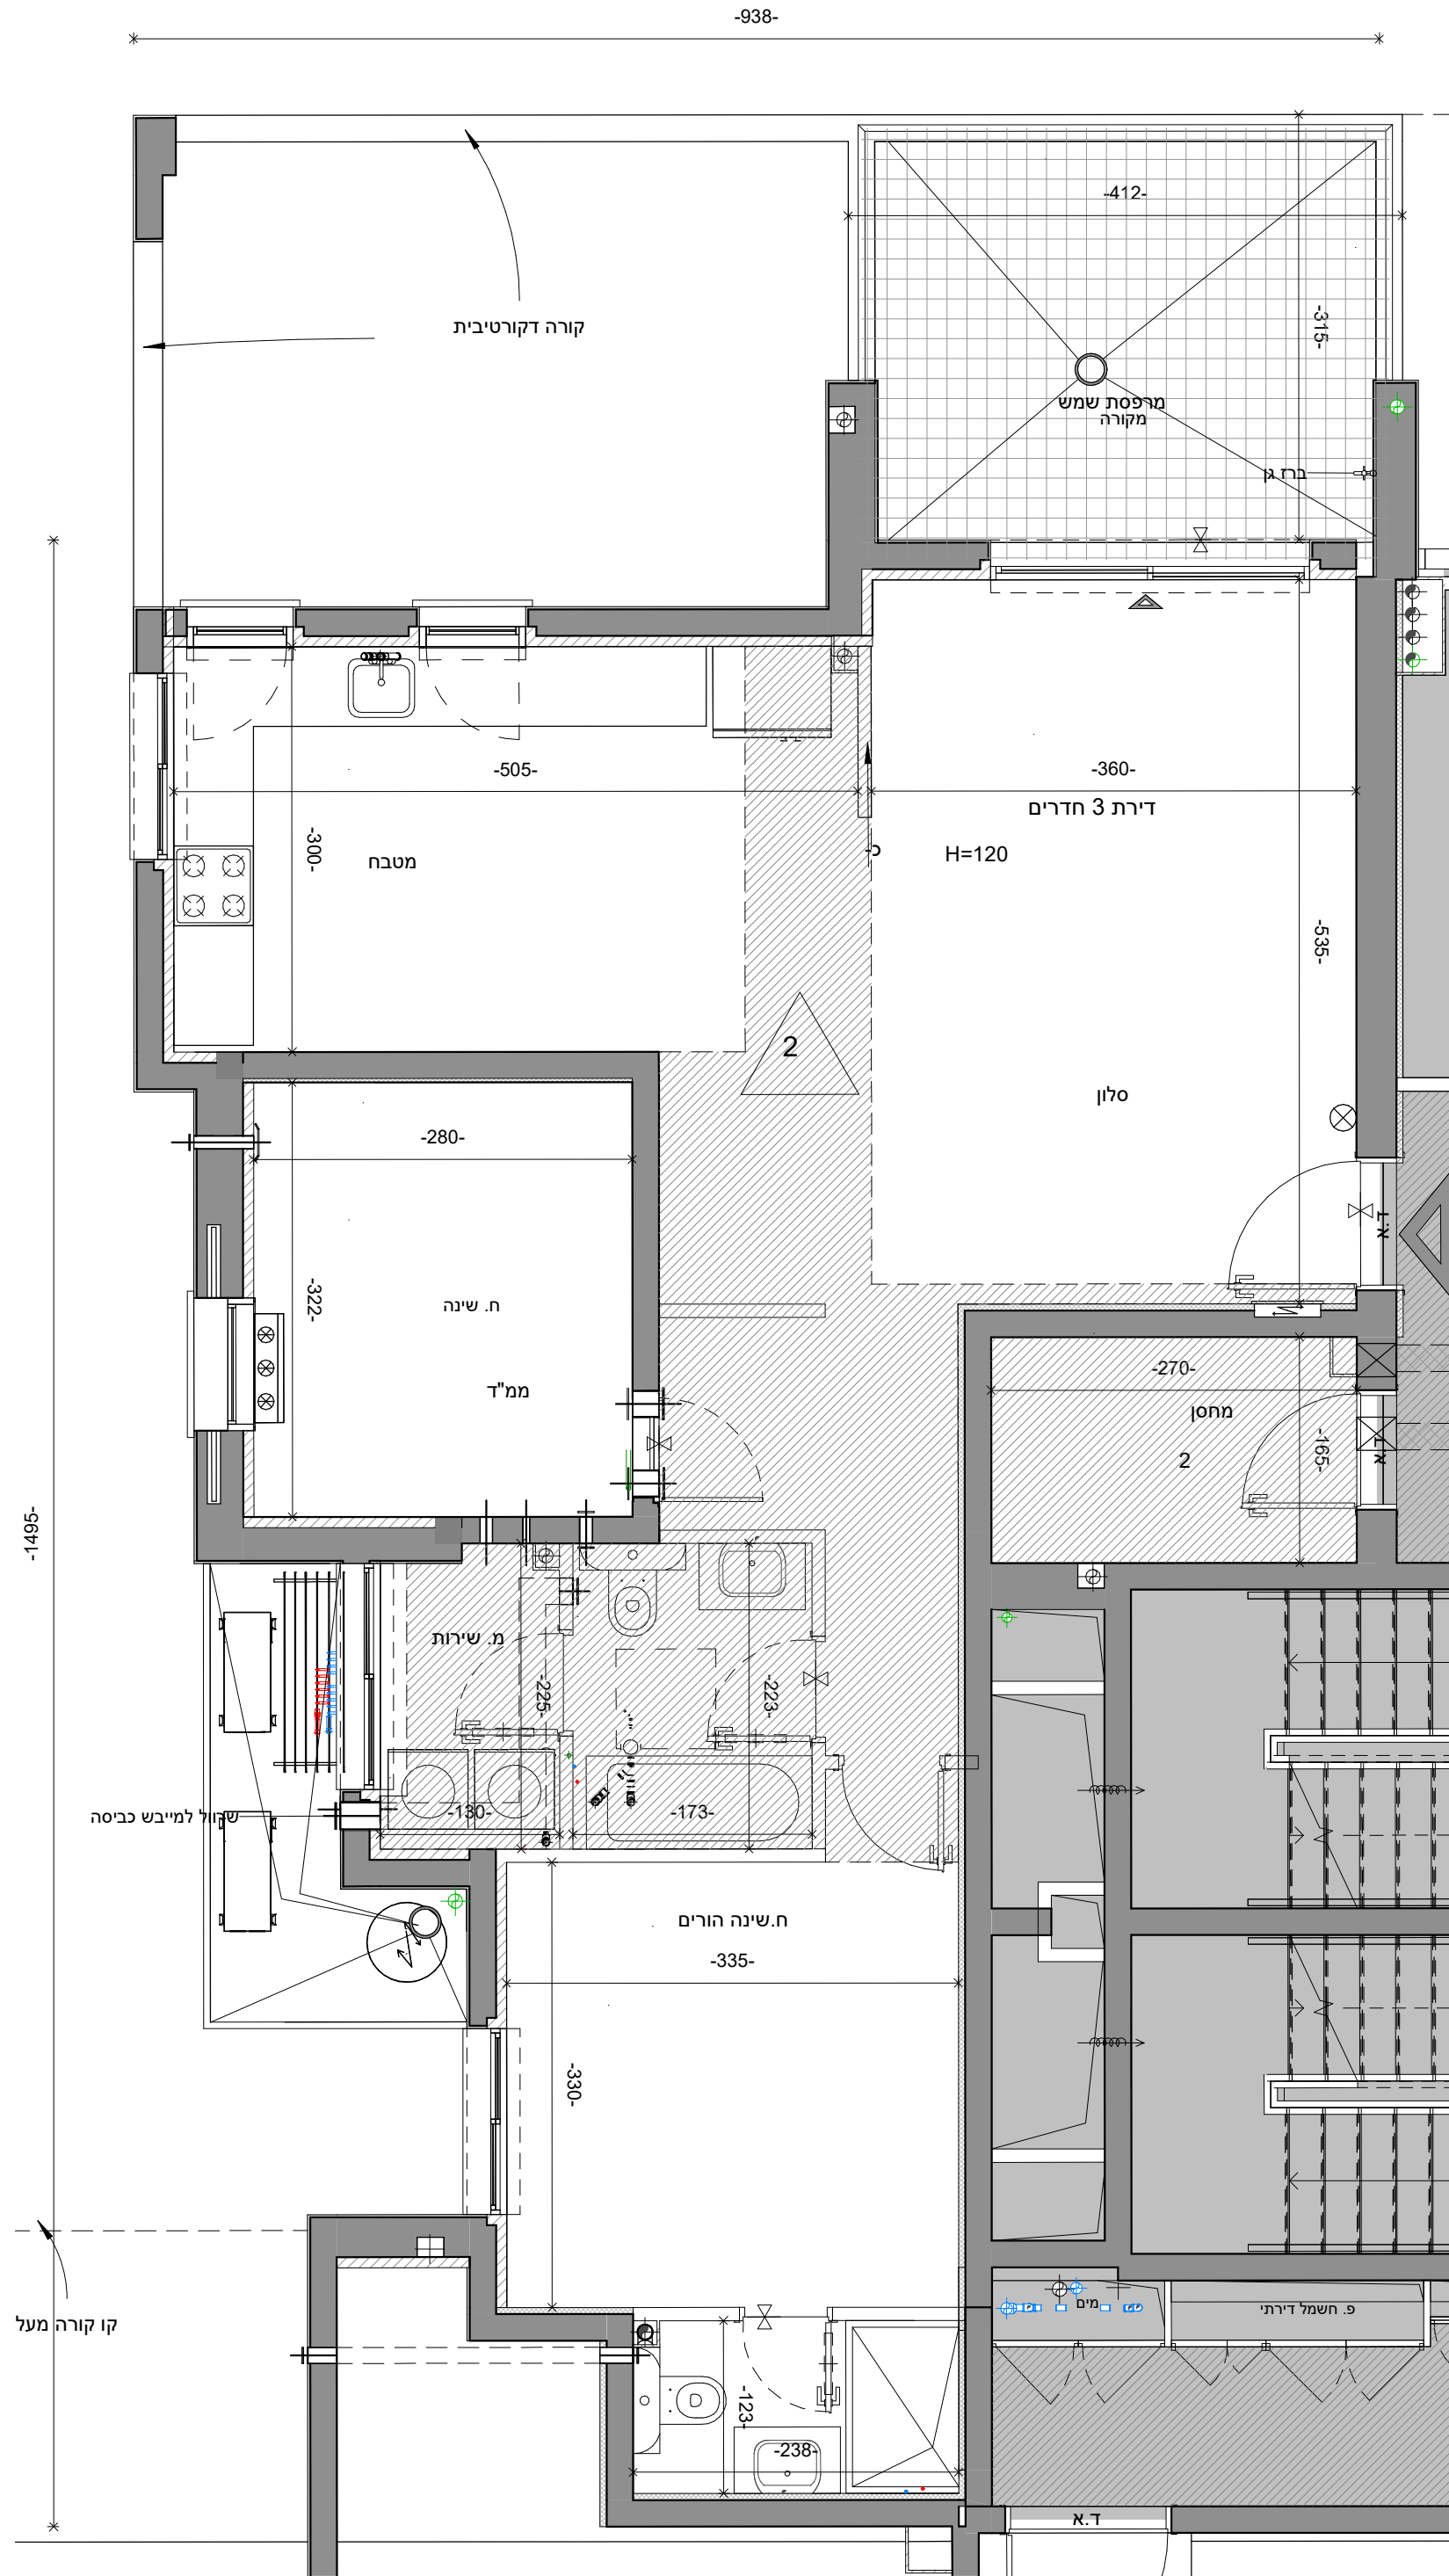 -938-
-412-
-315-
קורה דקורטיבית
מרפסת שמש
מקורה
ברז גן
-505-
-360-
דירת 3 חדרים
-300-
מטבח
כ-
H=120
-535-
2
סלון
-280-
ד.א
-322-
ח. שינה
ממ"ד
-270-
מחסן
2
-165-
ד.א
-1495-
מ. שירות
-225-
-223-
-130-
-173-
שרוול למייבש כביסה
ח.שינה הורים
-335-
-330-
קו קורה מעל
מים
פ. חשמל דירתי
-123-
-238-
ד.א